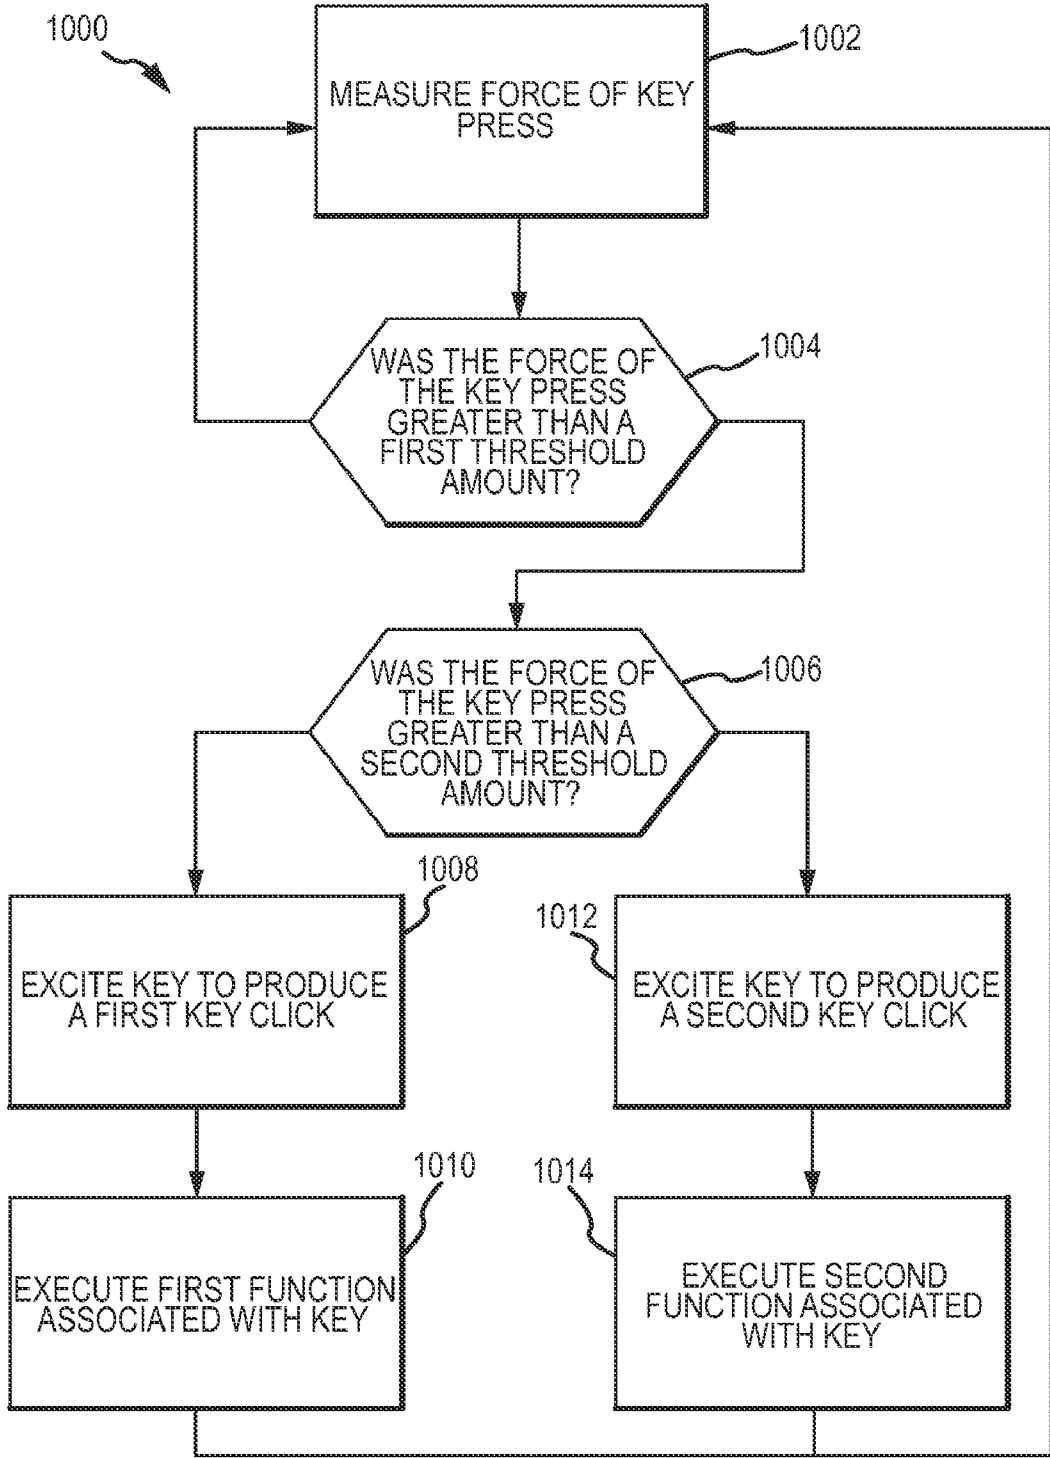 1000
1002
MEASURE FORCE OF KEY
PRESS
1004
WAS THE FORCE OF
THE KEY PRESS
GREATER THAN A
FIRST THRESHOLD
AMOUNT?
1006
WAS THE FORCE OF
THE KEY PRESS
GREATER THAN A
SECOND THRESHOLD
AMOUNT?
1008
EXCITE KEY TO PRODUCE
A FIRST KEY CLICK
1012
EXCITE KEY TO PRODUCE
A SECOND KEY CLICK
1010
EXECUTE FIRST FUNCTION
ASSOCIATED WITH KEY
1014
EXECUTE SECOND
FUNCTION ASSOCIATED
WITH KEY